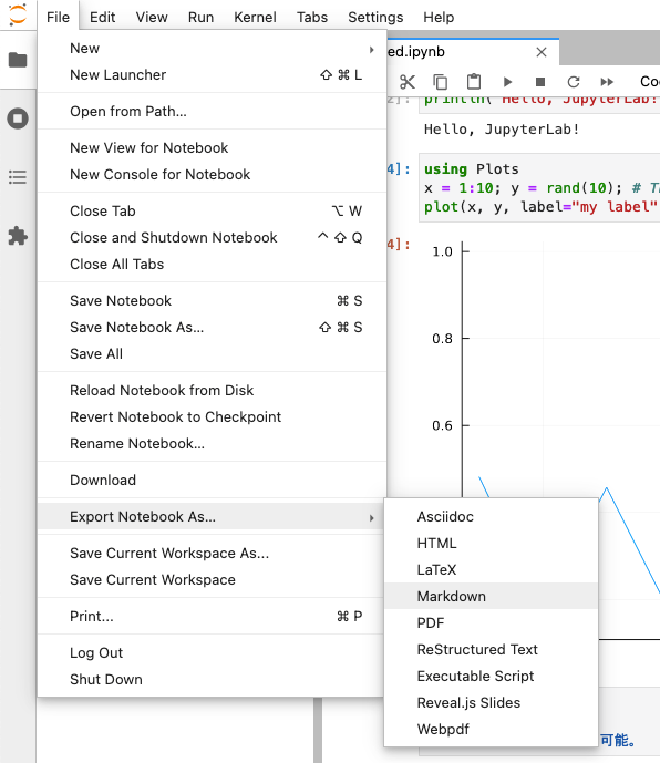 File Edit View Run Kernel Tabs Settings Help
New
New Launcher ⇧ ⌘ L
Open from Path...
New View for Notebook
New Console for Notebook
Close Tab ⌥ W
Close and Shutdown Notebook ^ ⇧ Q
Close All Tabs
Save Notebook ⌘ S
Save Notebook As... ⇧ ⌘ S
Save All
Reload Notebook from Disk
Revert Notebook to Checkpoint
Rename Notebook...
Download
Export Notebook As...
Save Current Workspace As...
Save Current Workspace
Print... ⌘ P
Log Out
Shut Down
Asciidoc
HTML
LaTeX
Markdown
PDF
ReStructured Text
Executable Script
Reveal.js Slides
Webpdf
ed.ipynb
println("Hello, JupyterLab!
Hello, JupyterLab!
4]: using Plots
x = 1:10; y = rand(10); #
plot(x, y, label="my label"
4]:
1.0
0.8
0.6
可能。